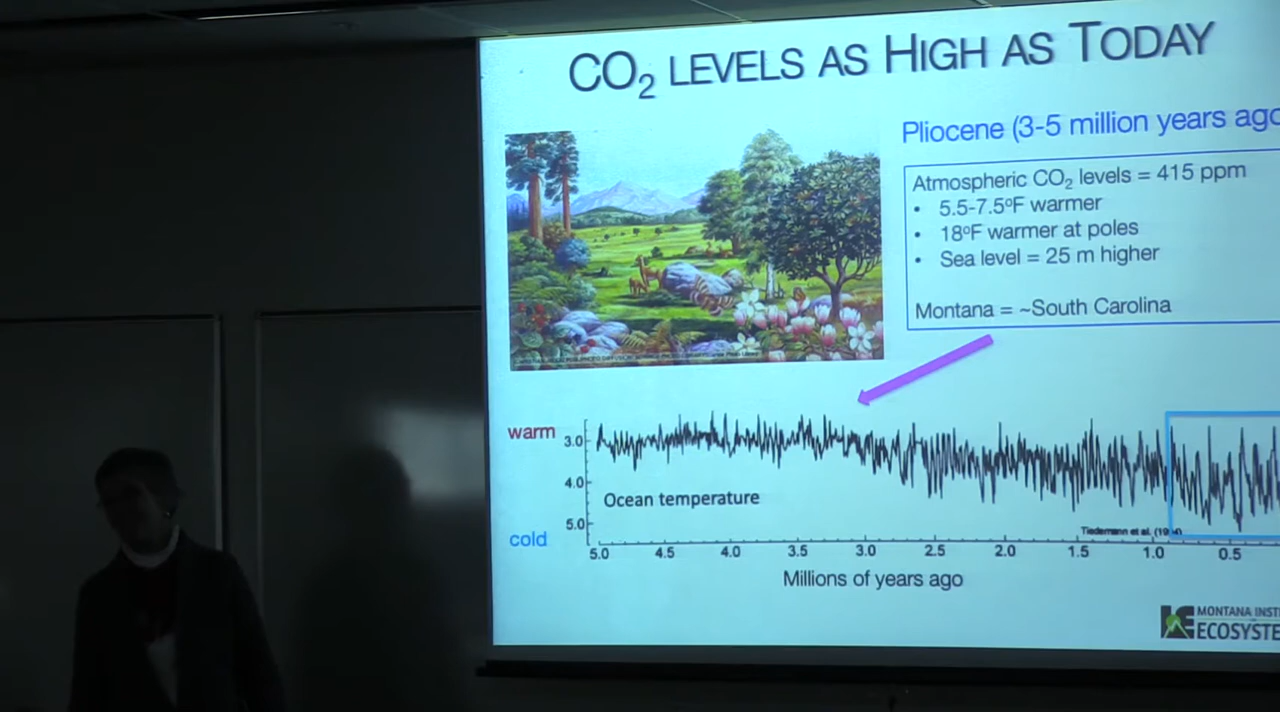 CO₂ LEVELS AS HIGH AS TODAY
Pliocene (3-5 million years ago
Atmospheric CO₂ levels = 415 ppm
• 5.5-7.5ºF warmer
• 18ºF warmer at poles
• Sea level = 25 m higher
Montana = ~South Carolina
warm
3.0
4.0
Ocean temperature
5.0
cold
Tiedemann et al.
5.0 4.5 4.0 3.5 3.0 2.5 2.0 1.5 1.0 0.5
Millions of years ago
MONTANA INSTI
ECOSYSTE